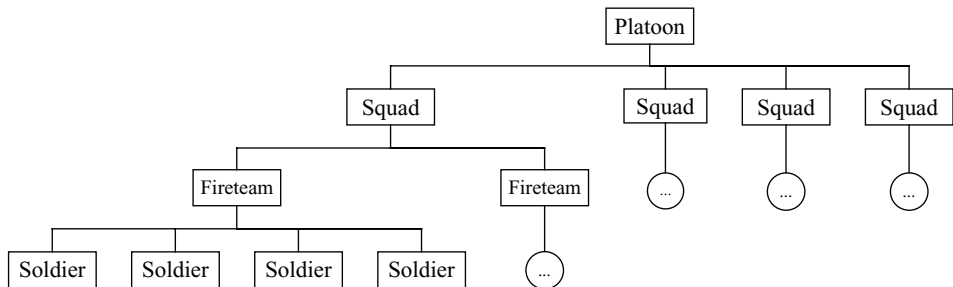 Platoon
Squad Squad Squad Squad
Fireteam Fireteam ... ... ...
Soldier Soldier Soldier Soldier ...